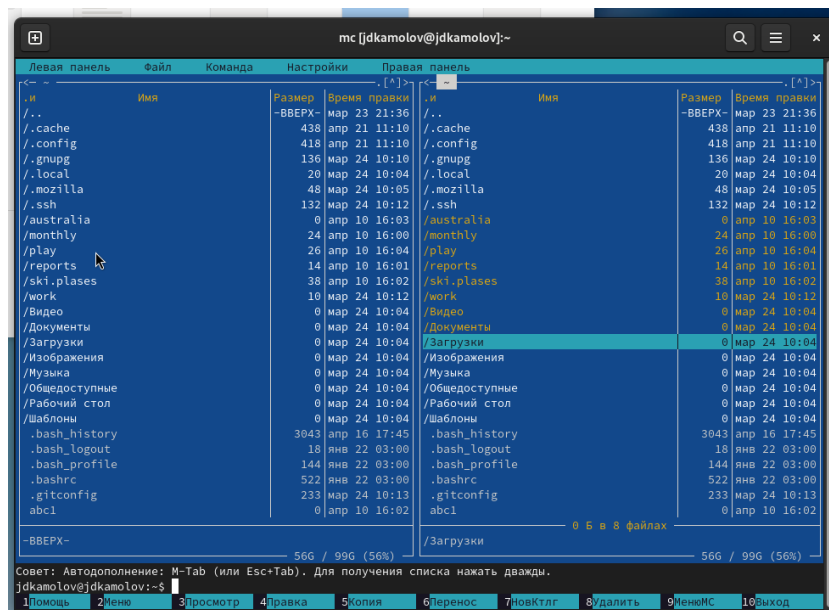 mc [jdkamolov@jdkamolov]:~
Левая панель Файл Команда Настройки Правая панель
<— ~ .[^]> <— ~ .[^]>
.и Имя Размер Время правки .и Имя Размер Время правки
/.. -ВВЕРХ- мар 23 21:36 /.. -ВВЕРХ- мар 23 21:36
/.cache 438 апр 21 11:10 /.cache 438 апр 21 11:10
/.config 418 апр 21 11:10 /.config 418 апр 21 11:10
/.gnupg 136 мар 24 10:10 /.gnupg 136 мар 24 10:10
/.local 20 мар 24 10:04 /.local 20 мар 24 10:04
/.mozilla 48 мар 24 10:05 /.mozilla 48 мар 24 10:05
/.ssh 132 мар 24 10:12 /.ssh 132 мар 24 10:12
/australia 0 апр 10 16:03 /australia 0 апр 10 16:03
/monthly 24 апр 10 16:00 /monthly 24 апр 10 16:00
/play 26 апр 10 16:04 /play 26 апр 10 16:04
/reports 14 апр 10 16:01 /reports 14 апр 10 16:01
/ski.plases 38 апр 10 16:02 /ski.plases 38 апр 10 16:02
/work 10 мар 24 10:12 /work 10 мар 24 10:12
/Видео 0 мар 24 10:04 /Видео 0 мар 24 10:04
/Документы 0 мар 24 10:04 /Документы 0 мар 24 10:04
/Загрузки 0 мар 24 10:04 /Загрузки 0 мар 24 10:04
/Изображения 0 мар 24 10:04 /Изображения 0 мар 24 10:04
/Музыка 0 мар 24 10:04 /Музыка 0 мар 24 10:04
/Общедоступные 0 мар 24 10:04 /Общедоступные 0 мар 24 10:04
/Рабочий стол 0 мар 24 10:04 /Рабочий стол 0 мар 24 10:04
/Шаблоны 0 мар 24 10:04 /Шаблоны 0 мар 24 10:04
.bash_history 3043 апр 16 17:45 .bash_history 3043 апр 16 17:45
.bash_logout 18 янв 22 03:00 .bash_logout 18 янв 22 03:00
.bash_profile 144 янв 22 03:00 .bash_profile 144 янв 22 03:00
.bashrc 522 янв 22 03:00 .bashrc 522 янв 22 03:00
.gitconfig 233 мар 24 10:13 .gitconfig 233 мар 24 10:13
abc1 0 апр 10 16:02 abc1 0 апр 10 16:02
0 Б в 8 файлах
-ВВЕРХ- /Загрузки
56G / 99G (56%) 56G / 99G (56%)
Совет: Автодополнение: M-Tab (или Esc+Tab). Для получения списка нажать дважды.
jdkamolov@jdkamolov:~$
1Помощь 2Меню 3Просмотр 4Правка 5Копия 6Перенос 7НовКтлг 8Удалить 9МенюMC 10Выход